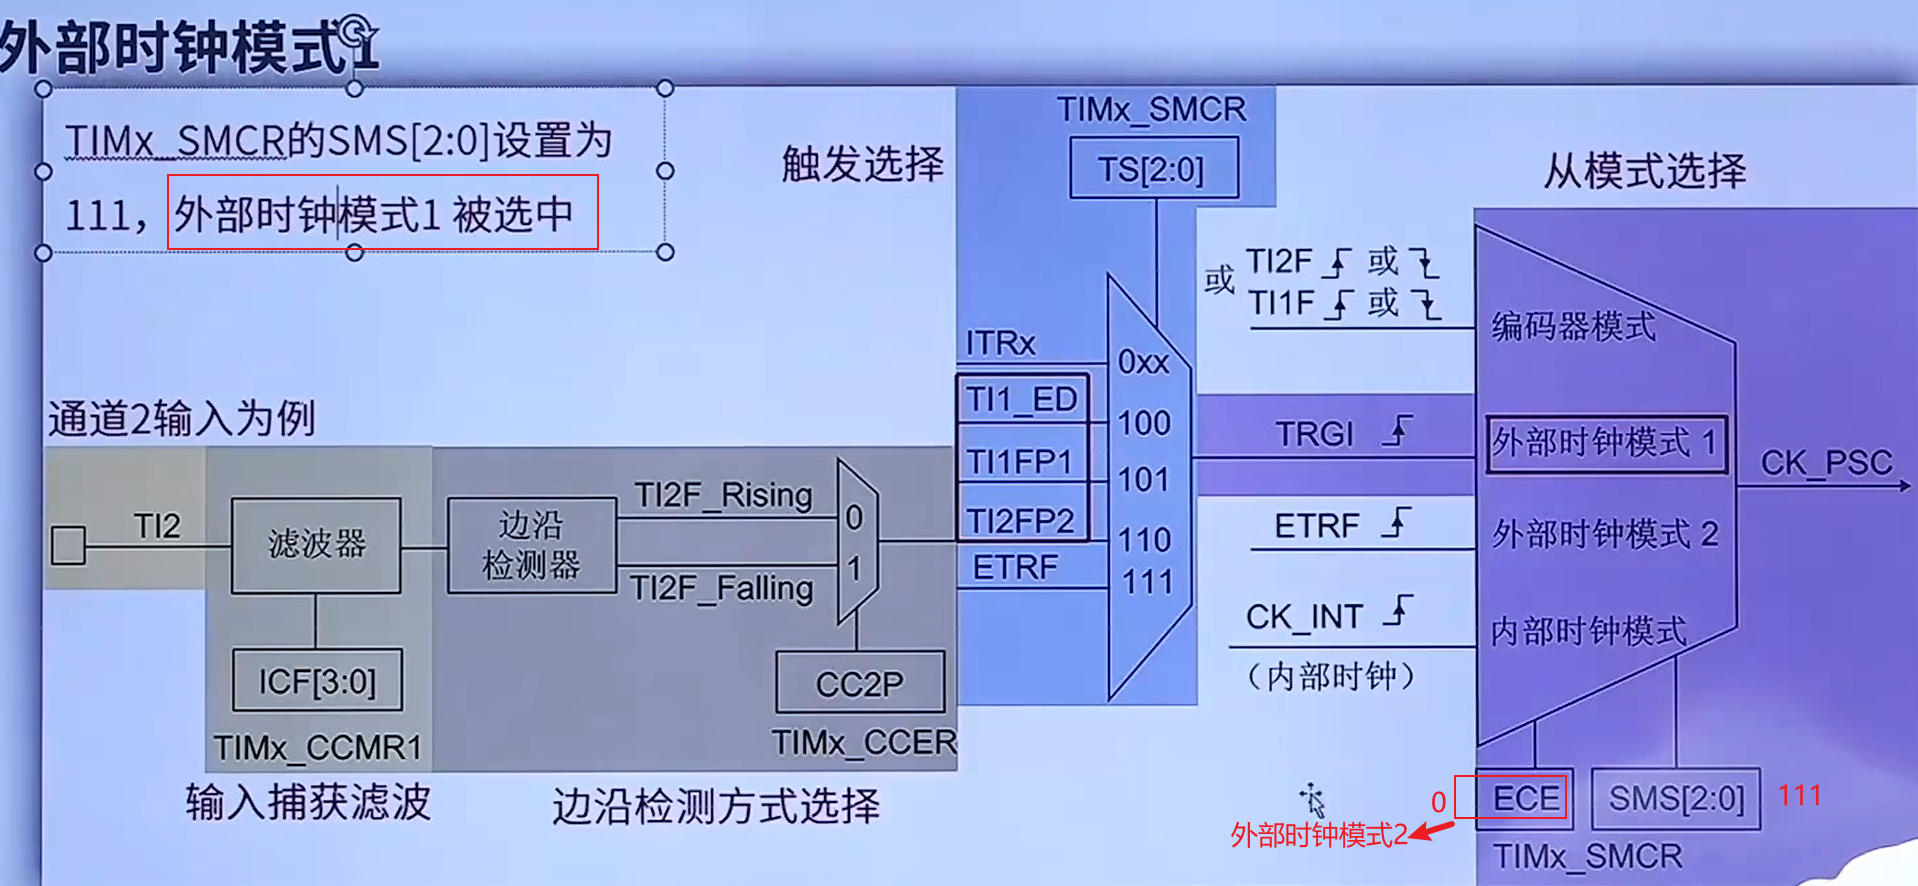 外部时钟模式1
TIMx_SMCR的SMS[2:0]设置为
111，外部时钟模式1 被选中
触发选择
TIMx_SMCR
TS[2:0]
从模式选择
或
TI2F 或
TI1F 或
编码器模式
ITRx
0xx
TI1_ED
100
TI1FP1
101
TI2FP2
110
ETRF
111
TRGI
外部时钟模式 1
CK_PSC
ETRF
外部时钟模式 2
CK_INT
（内部时钟）
内部时钟模式
通道2输入为例
TI2
滤波器
边沿
检测器
TI2F_Rising
TI2F_Falling
0
1
ICF[3:0]
CC2P
TIMx_CCMR1
TIMx_CCER
输入捕获滤波
边沿检测方式选择
0
ECE
SMS[2:0]
111
外部时钟模式2
TIMx_SMCR